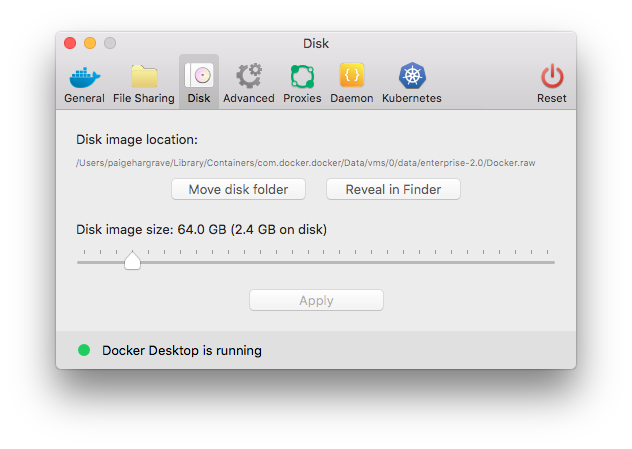 Disk
General File Sharing Disk Advanced Proxies Daemon Kubernetes Reset
Disk image location:
/Users/paigehargrave/Library/Containers/com.docker.docker/Data/vms/0/data/enterprise-2.0/Docker.raw
Move disk folder Reveal in Finder
Disk image size: 64.0 GB (2.4 GB on disk)
Apply
Docker Desktop is running